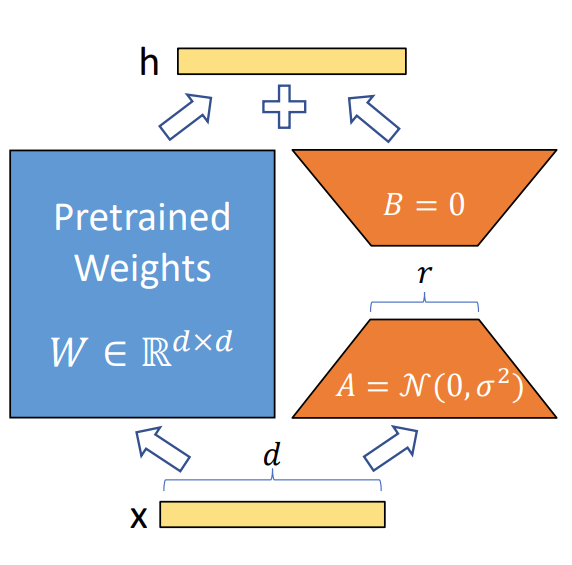 h
Pretrained
Weights
W ∈ ℝ^{d×d}
B = 0
r
A = 𝒩(0, σ²)
d
x